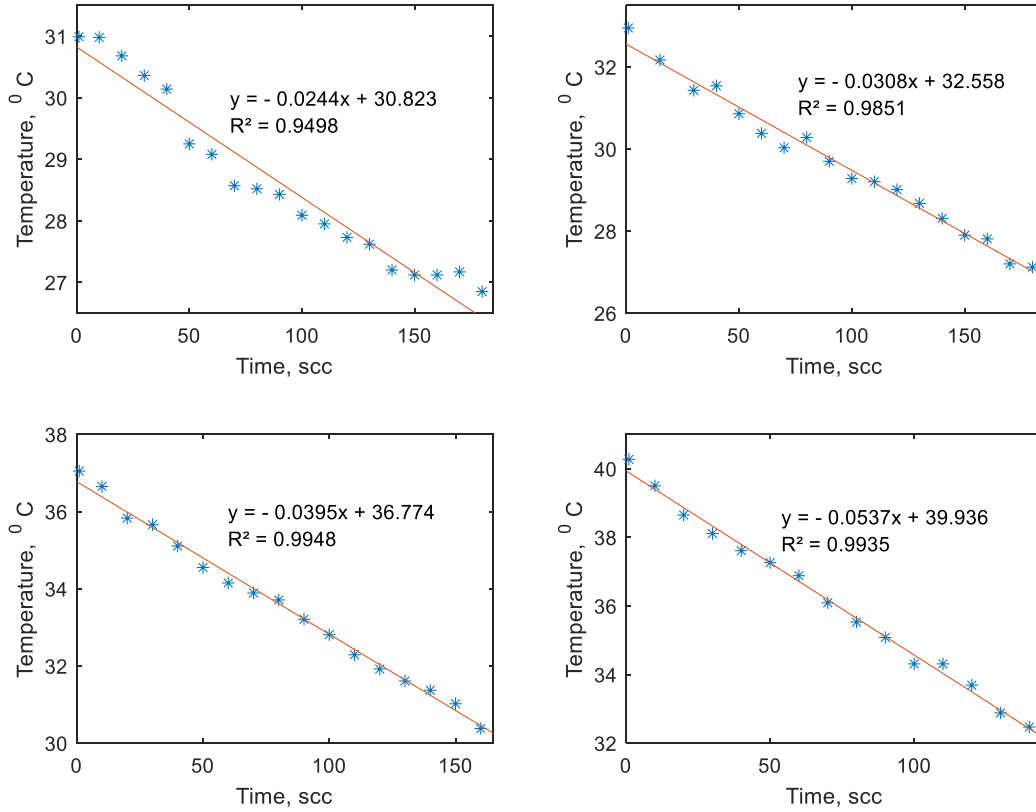 31
30
29
28
27
Temperature, ⁰ C
y = - 0.0244x + 30.823
R² = 0.9498
0
50
100
150
Time, scc
32
30
28
26
Temperature, ⁰ C
y = - 0.0308x + 32.558
R² = 0.9851
0
50
100
150
Time, scc
38
36
34
32
30
Temperature, ⁰ C
y = - 0.0395x + 36.774
R² = 0.9948
0
50
100
150
Time, scc
40
38
36
34
32
Temperature, ⁰ C
y = - 0.0537x + 39.936
R² = 0.9935
0
50
100
Time, scc